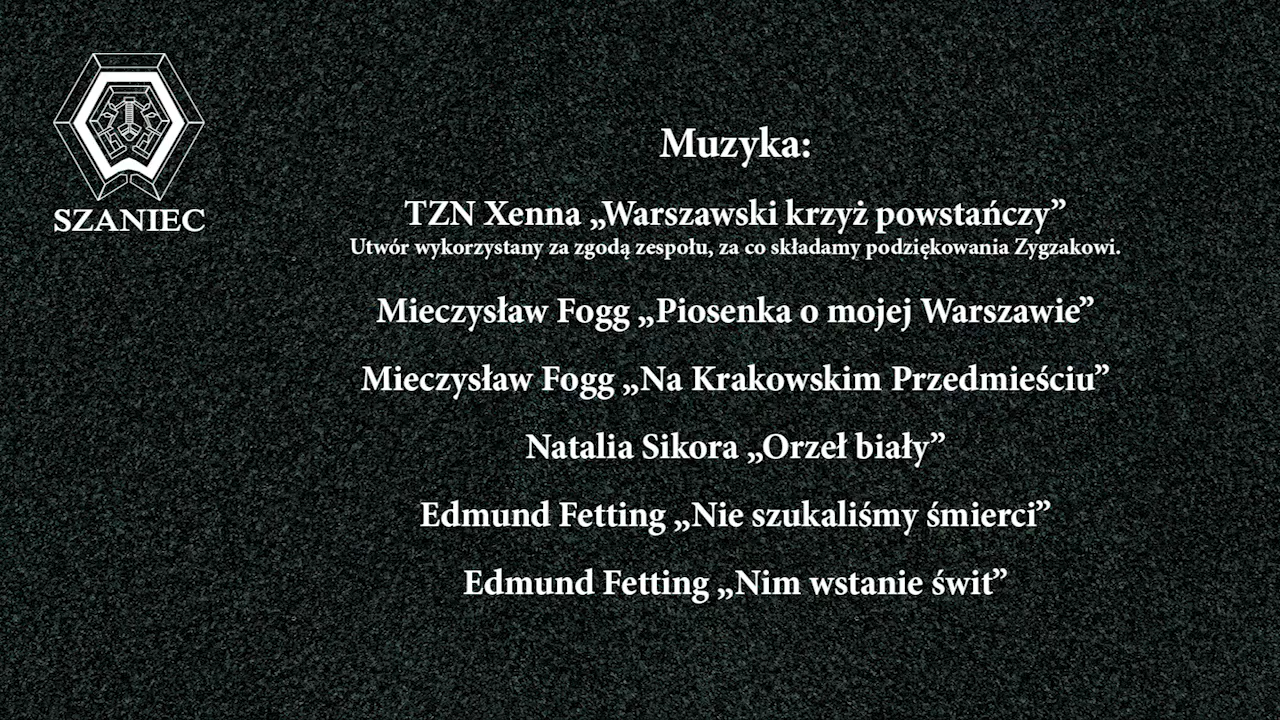 SZANIEC
Muzyka:
TZN Xenna „Warszawski krzyż powstańczy”
Utwór wykorzystany za zgodą zespołu, za co składamy podziękowania Zygzakowi.
Mieczysław Fogg „Piosenka o mojej Warszawie”
Mieczysław Fogg „Na Krakowskim Przedmieściu”
Natalia Sikora „Orzeł biały”
Edmund Fetting „Nie szukaliśmy śmierci”
Edmund Fetting „Nim wstanie świt”